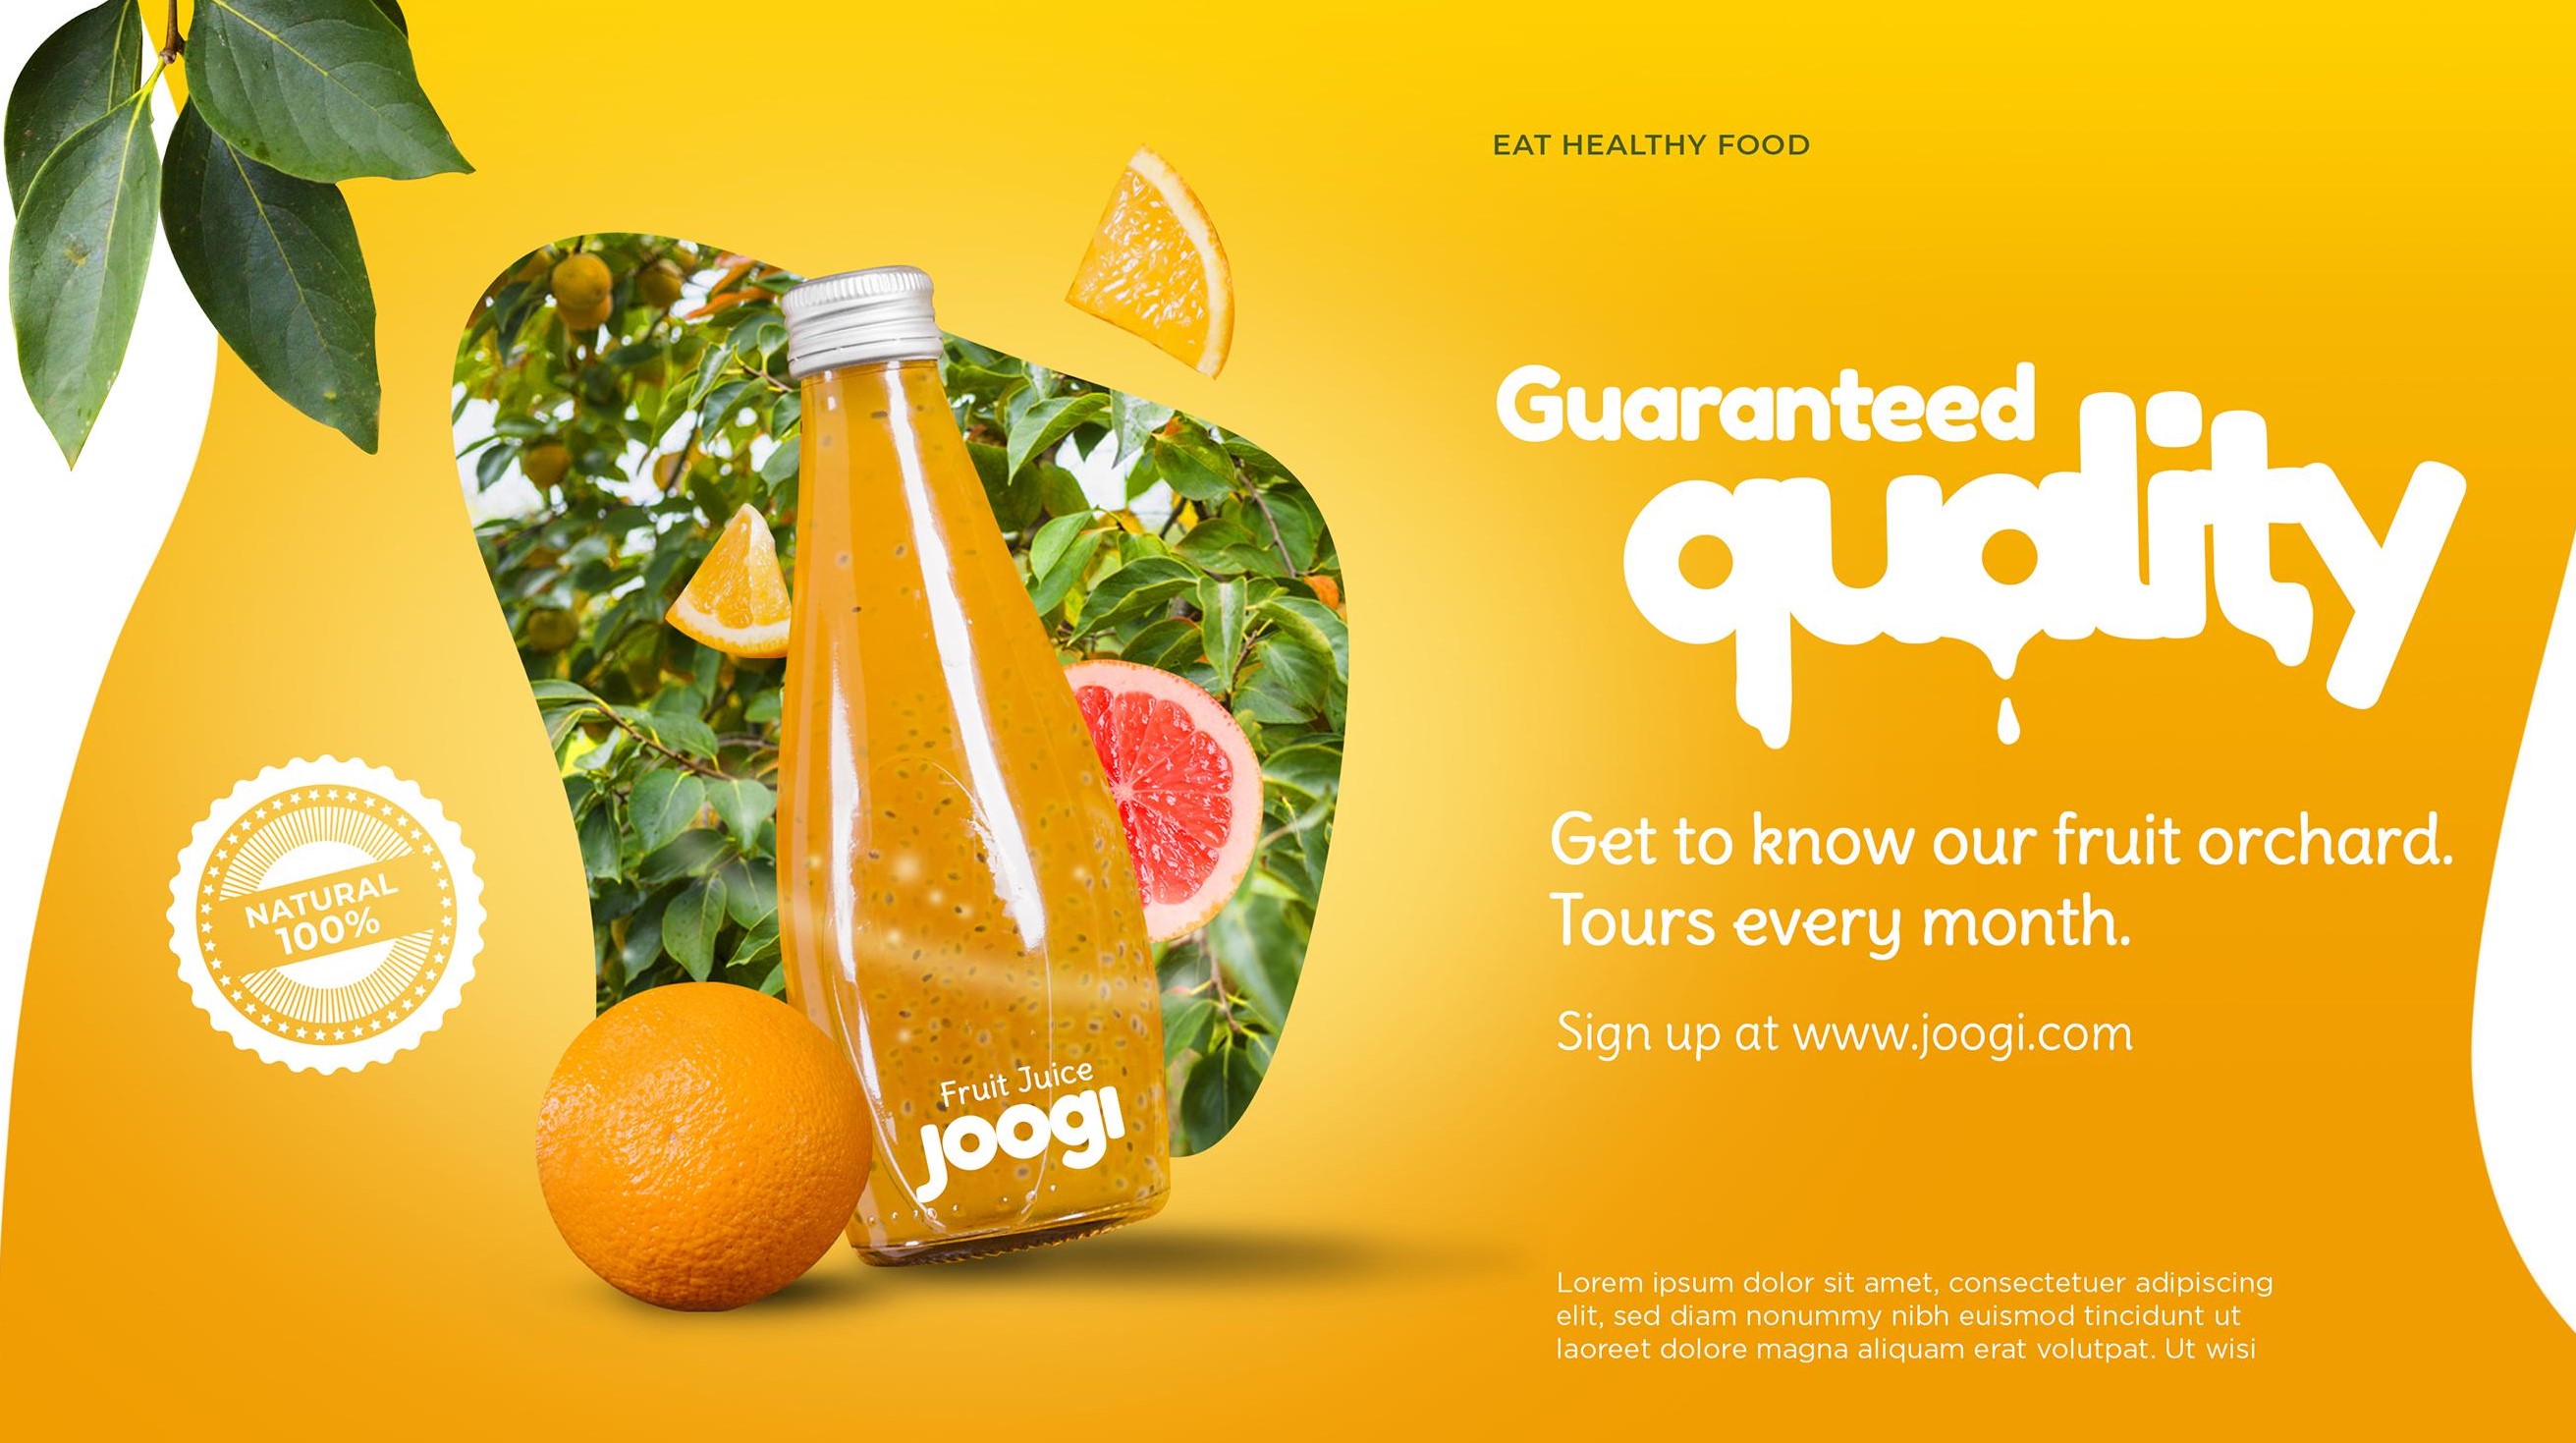 EAT HEALTHY FOOD
Guaranteed
quality
Get to know our fruit orchard.
Tours every month.
Sign up at www.joogi.com
NATURAL
100%
Fruit Juice
joogi
Lorem ipsum dolor sit amet, consectetuer adipiscing
elit, sed diam nonummy nibh euismod tincidunt ut
laoreet dolore magna aliquam erat volutpat. Ut wisi